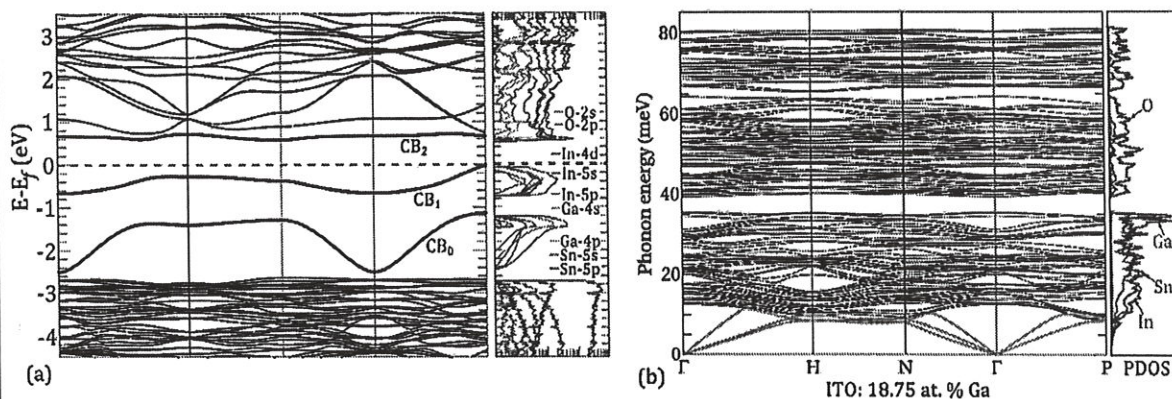 3
2
1
0
-1
-2
-3
-4
E-E_f (eV)
CB2
CB1
CB0
O-2s
O-2p
In-4d
In-5s
In-5p
Ga-4s
Ga-4p
Sn-5s
Sn-5p
(a)
80
60
40
20
0
Phonon energy (meV)
O
Ga
Sn
In
Γ H N Γ P PDOS
(b)
ITO: 18.75 at. % Ga